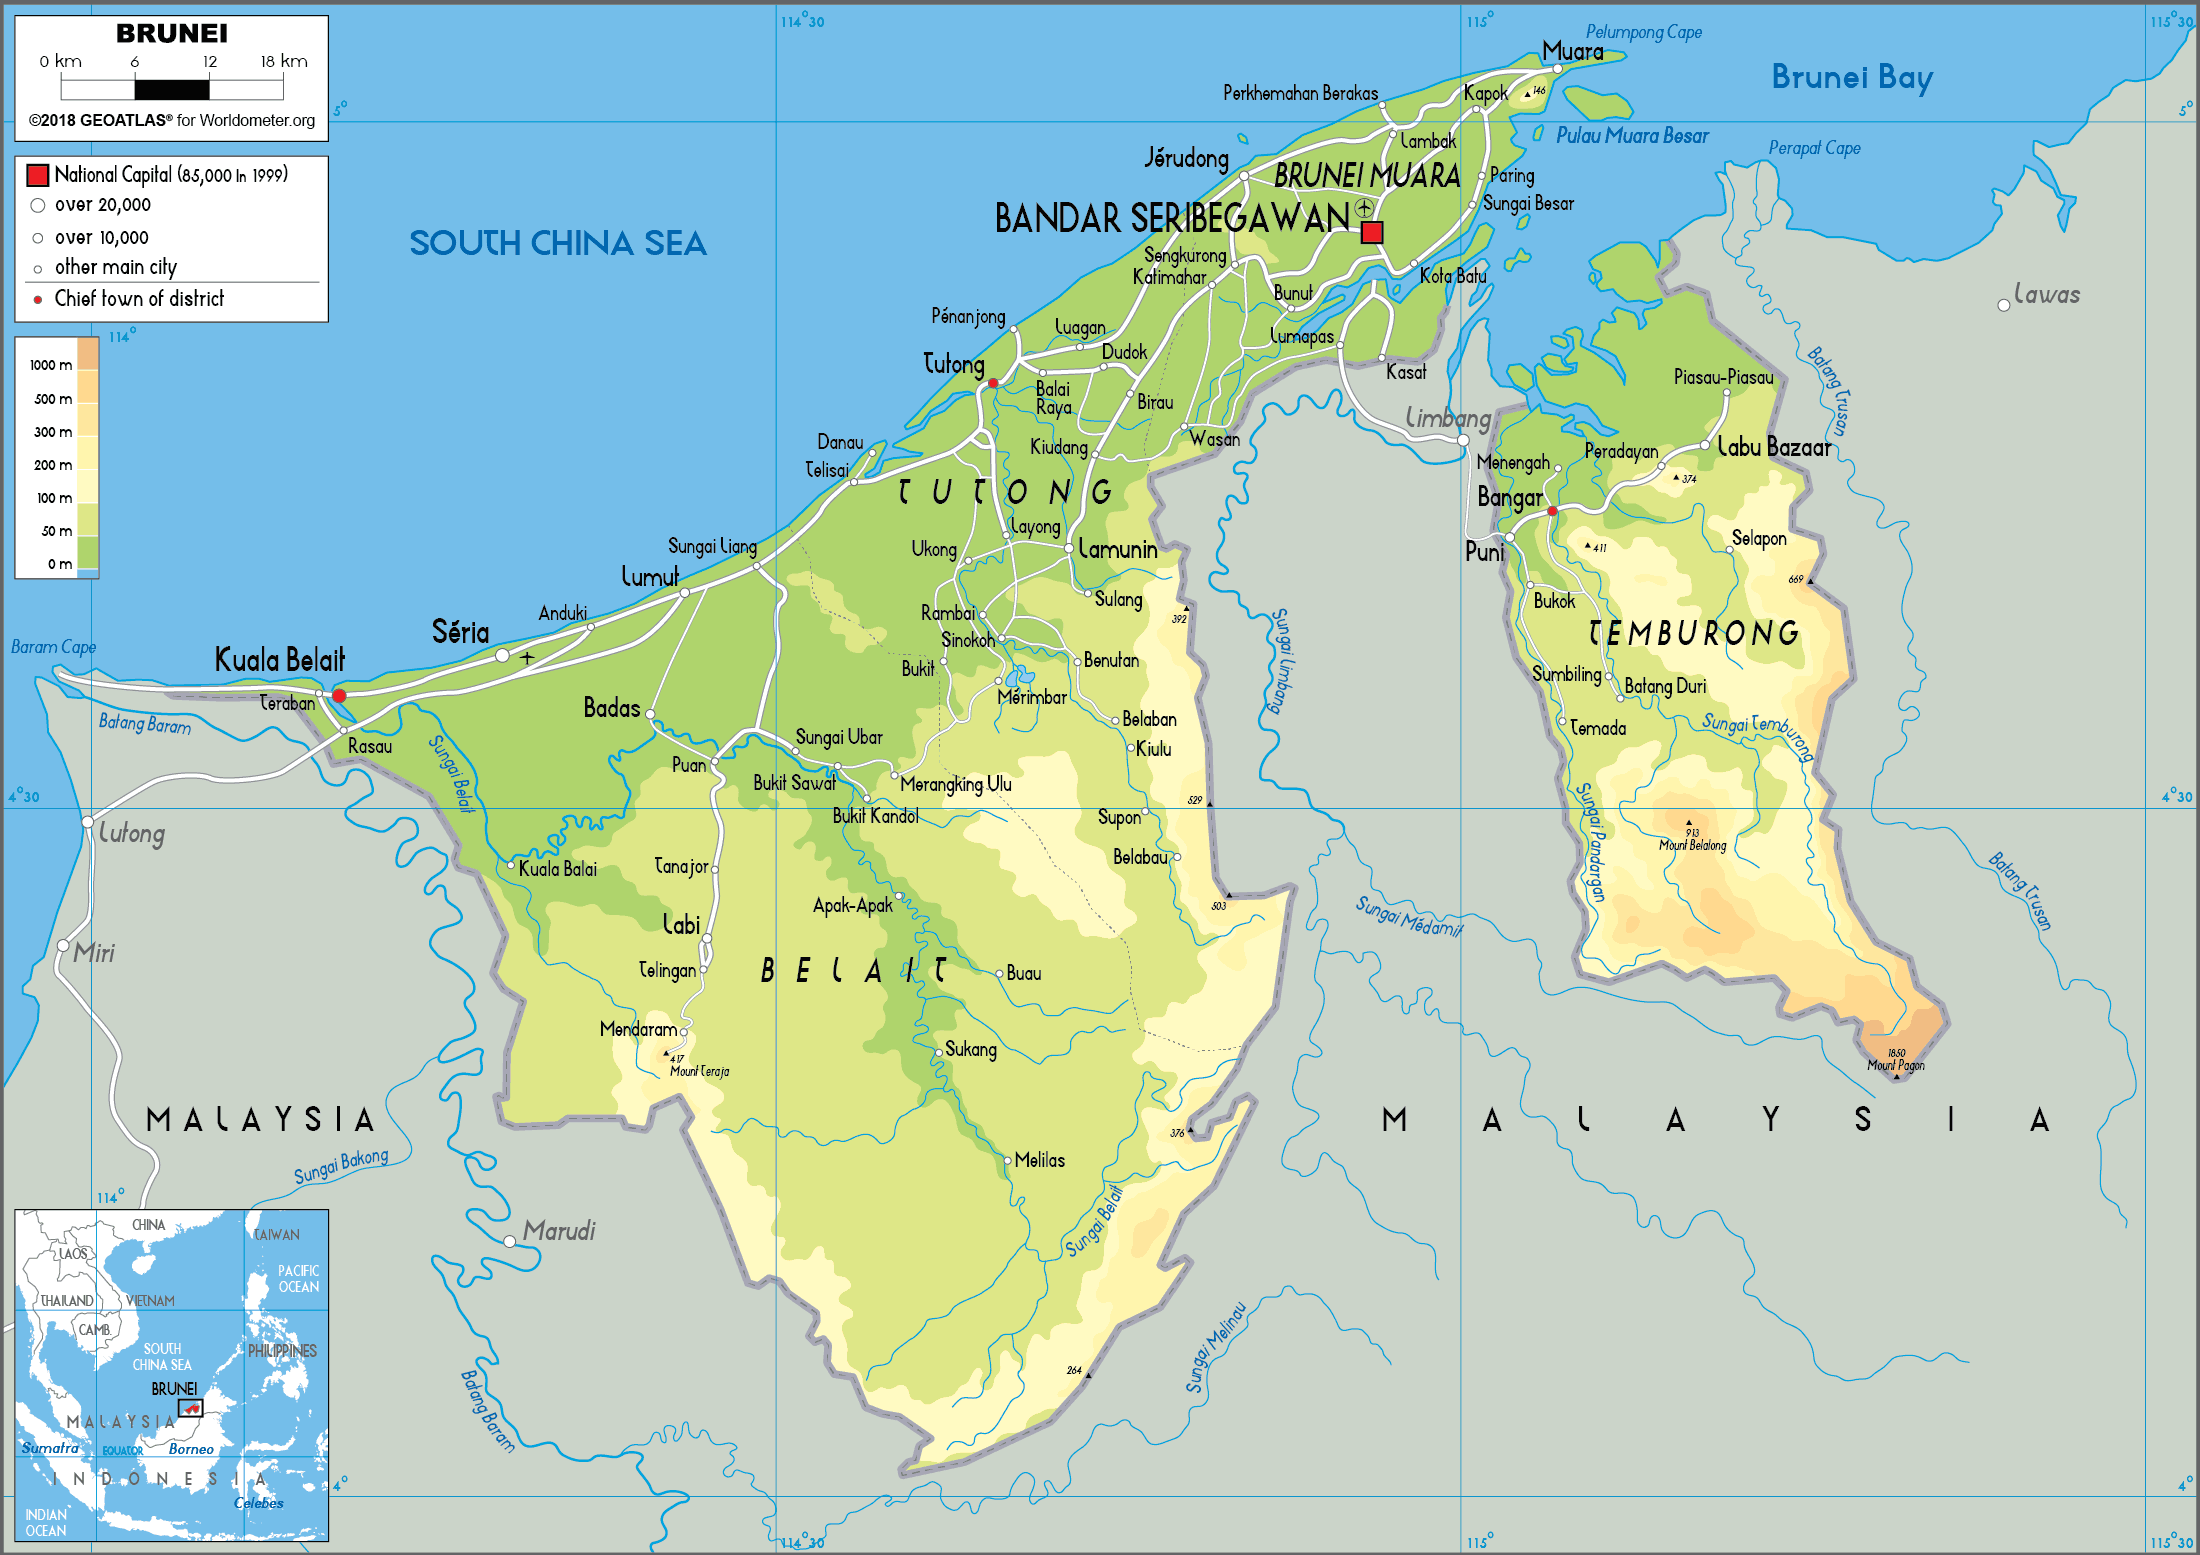 BRUNEI
0 km 6 12 18 km
©2018 GEOATLAS® for Worldometer.org
National Capital (85,000 In 1999)
over 20,000
over 10,000
other main city
Chief town of district
1000 m
500 m
300 m
200 m
100 m
50 m
0 m
114°30
115°
115°30
5°
5°
114°
4°30
4°30
114°
4°
4°
114°30
115°
115°30
SOUTH CHINA SEA
Brunei Bay
Pelumpong Cape
Muara
146
Kapok
Perkhemahan Berakas
Lambak
Pulau Muara Besar
Perapat Cape
Jérudong
BRUNEI MUARA
Paring
Sungai Besar
BANDAR SERIBEGAWAN
Sengkurong
Katimahar
Kota Batu
Bunut
Lumapas
Kasat
Lawas
Batang Trusan
Pénanjong
Luagan
Dudok
Tutong
Balai
Raya
Birau
Kiudang
Wasan
Limbang
Danau
Telisai
TUTONG
Layong
Ukong
Lamunin
Sulang
392
Rambai
Sinokoh
Bukit
Benutan
Mérimbar
Belaban
Kiulu
529
Supon
Belabau
503
Piasau-Piasau
Labu Bazaar
Peradayan
Menengah
374
Bangar
Puni
411
Selapon
669
Bukok
TEMBURONG
Sumbiling
Batang Duri
Temada
Sungai Temburong
Sungai Pandargan
913
Mount Belalong
1850
Mount Pagon
Batang Trusan
Sungai Limbang
Sungai Médamit
Sungai Liang
Lumut
Anduki
Séria
Kuala Belait
Baram Cape
Teraban
Batang Baram
Rasau
Sungai Belait
Badas
Sungai Ubar
Puan
Bukit Sawat
Merangking Ulu
Bukit Kandol
Lutong
Kuala Balai
Tanajor
Apak-Apak
Labi
Miri
Telingan
BELAIT
Buau
Mendaram
417
Mount Teraja
Sukang
MALAYSIA
MALAYSIA
376
Sungai Bakong
Melilas
Sungai Belait
Marudi
264
Sungai Melinau
Batang Baram
CHINA
TAIWAN
LAOS
PACIFIC
OCEAN
THAILAND
VIETNAM
CAMB.
SOUTH
CHINA SEA
PHILIPPINES
BRUNEI
MALAYSIA
Sumatra
EQUATOR
Borneo
INDONESIA
Celebes
INDIAN
OCEAN